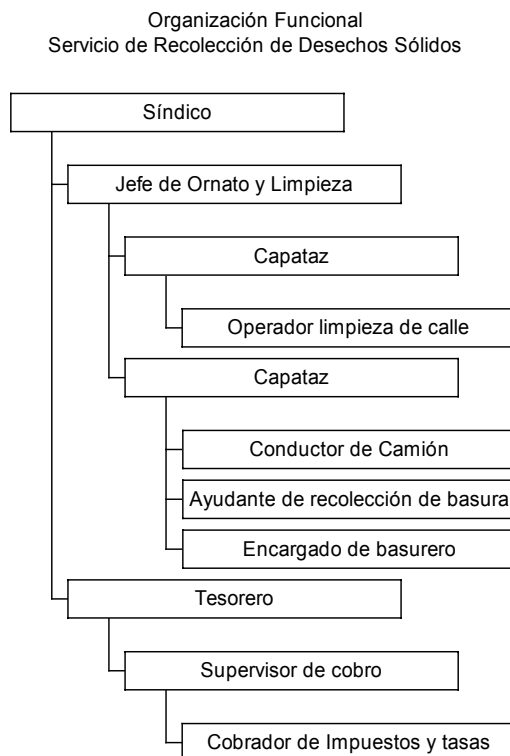 Organización Funcional
Servicio de Recolección de Desechos Sólidos
Síndico
Jefe de Ornato y Limpieza
Capataz
Operador limpieza de calle
Capataz
Conductor de Camión
Ayudante de recolección de basura
Encargado de basurero
Tesorero
Supervisor de cobro
Cobrador de Impuestos y tasas